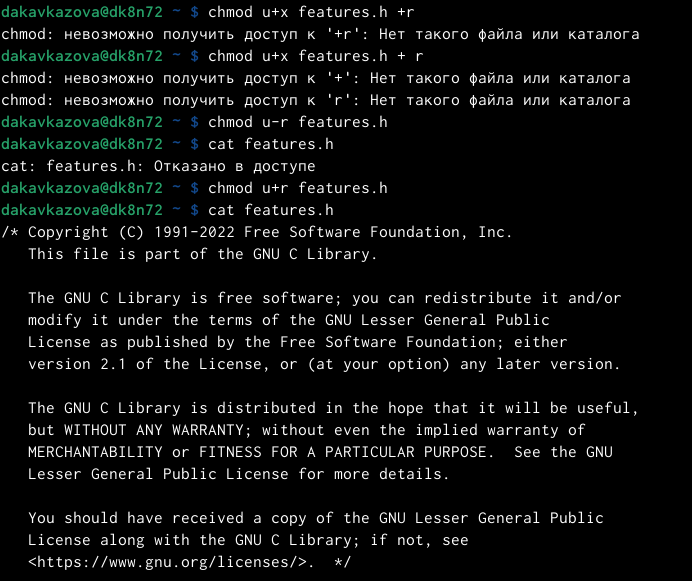 dakavkazova@dk8n72 ~ $ chmod u+x features.h +r
chmod: невозможно получить доступ к '+r': Нет такого файла или каталога
dakavkazova@dk8n72 ~ $ chmod u+x features.h + r
chmod: невозможно получить доступ к '+': Нет такого файла или каталога
chmod: невозможно получить доступ к 'r': Нет такого файла или каталога
dakavkazova@dk8n72 ~ $ chmod u-r features.h
dakavkazova@dk8n72 ~ $ cat features.h
cat: features.h: Отказано в доступе
dakavkazova@dk8n72 ~ $ chmod u+r features.h
dakavkazova@dk8n72 ~ $ cat features.h
/* Copyright (C) 1991-2022 Free Software Foundation, Inc.
   This file is part of the GNU C Library.

   The GNU C Library is free software; you can redistribute it and/or
   modify it under the terms of the GNU Lesser General Public
   License as published by the Free Software Foundation; either
   version 2.1 of the License, or (at your option) any later version.

   The GNU C Library is distributed in the hope that it will be useful,
   but WITHOUT ANY WARRANTY; without even the implied warranty of
   MERCHANTABILITY or FITNESS FOR A PARTICULAR PURPOSE.  See the GNU
   Lesser General Public License for more details.

   You should have received a copy of the GNU Lesser General Public
   License along with the GNU C Library; if not, see
   <https://www.gnu.org/licenses/>.  */